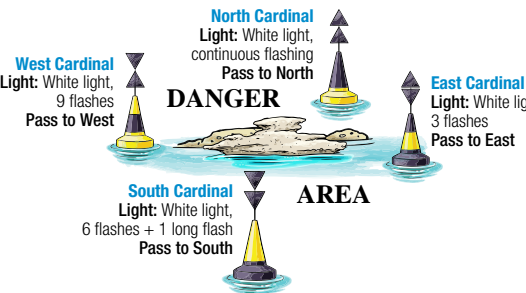 North Cardinal
Light: White light,
continuous flashing
Pass to North
West Cardinal
Light: White light,
9 flashes
Pass to West
DANGER
East Cardinal
Light: White
3 flashes
Pass to East
South Cardinal
Light: White light,
6 flashes + 1 long flash
Pass to South
AREA